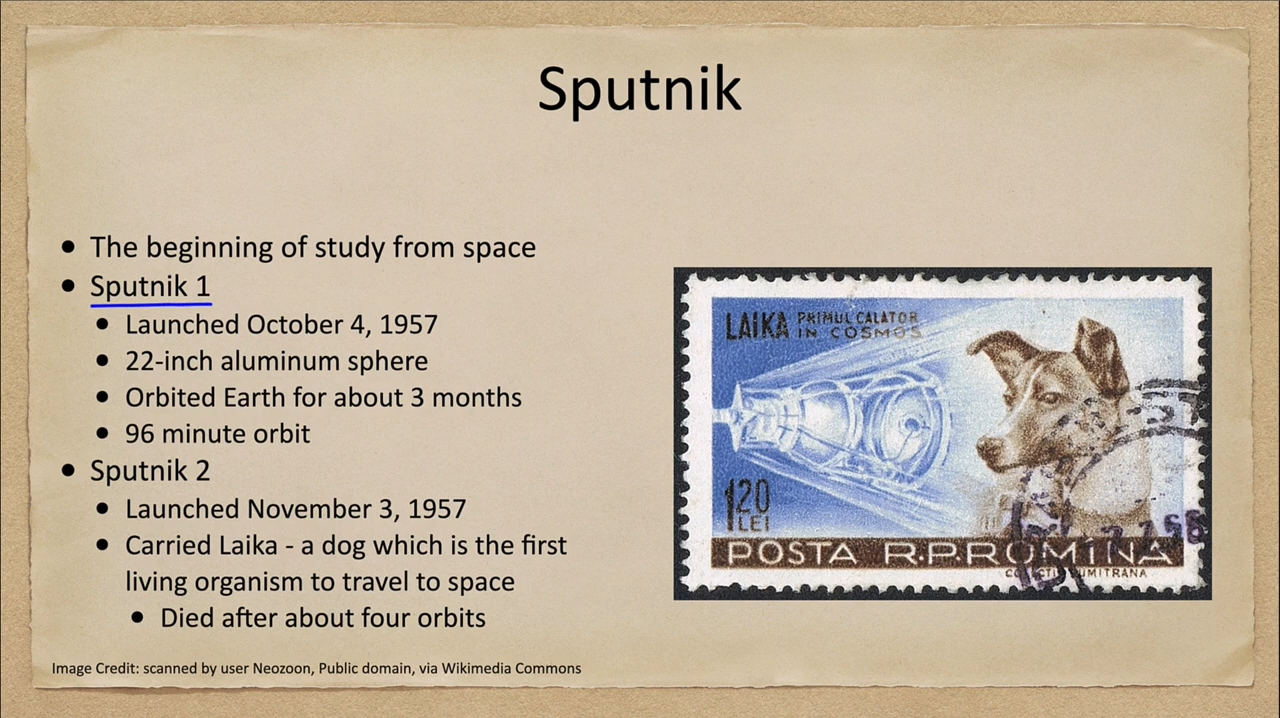 Sputnik
• The beginning of study from space
• Sputnik 1
• Launched October 4, 1957
• 22-inch aluminum sphere
• Orbited Earth for about 3 months
• 96 minute orbit
• Sputnik 2
• Launched November 3, 1957
• Carried Laika - a dog which is the first
living organism to travel to space
• Died after about four orbits
LAIKA PRIMUL CALATOR
IN COSMOS
120
LEI
POSTA R.P.ROMINA
Image Credit: scanned by user Neozoon, Public domain, via Wikimedia Commons